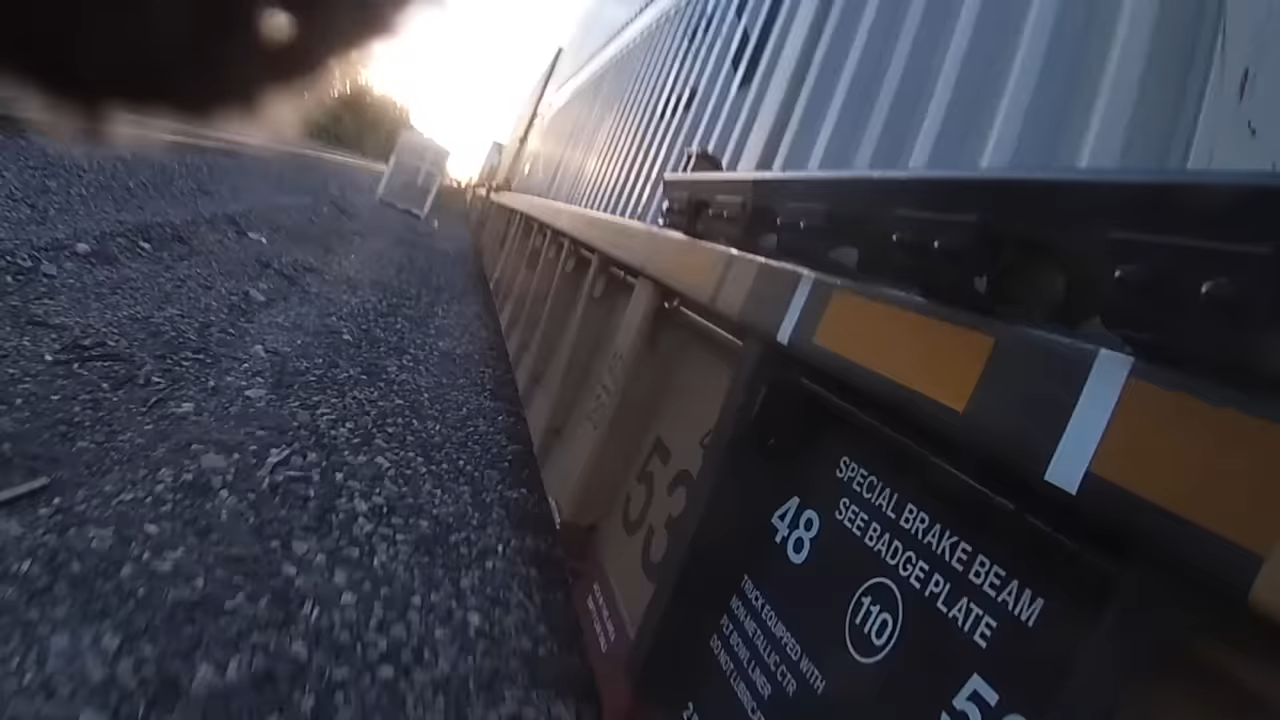 53
48
SPECIAL BRAKE BEAM
SEE BADGE PLATE
110
TRUCK EQUIPPED WITH
NON-METALLIC CTR
PLT BOWL LINER
DO NOT LUBRICATE